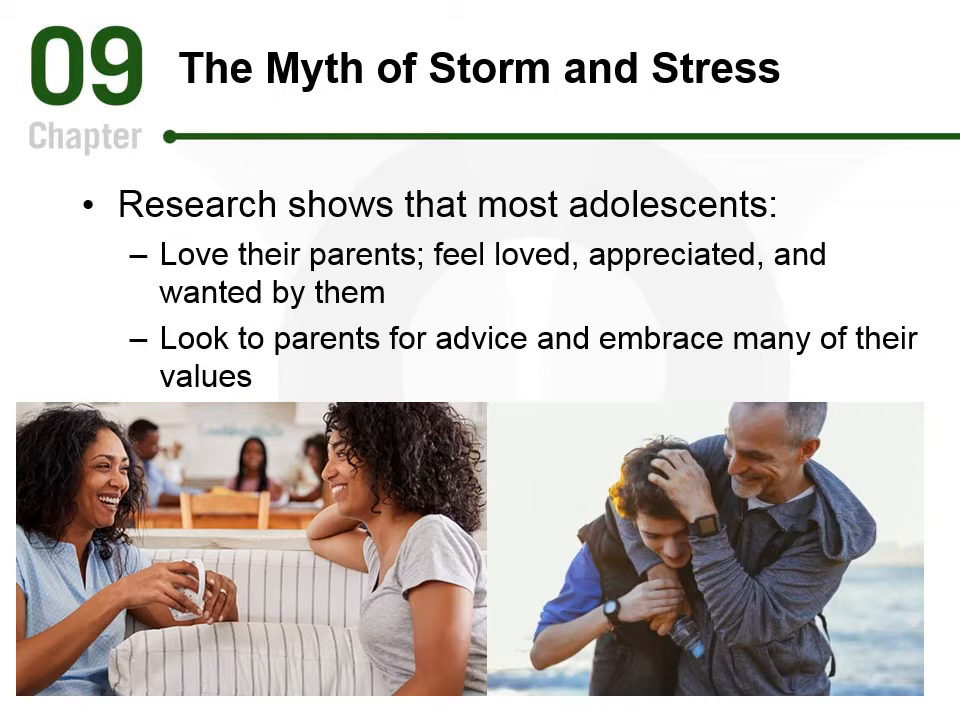 09
Chapter
The Myth of Storm and Stress
• Research shows that most adolescents:
– Love their parents; feel loved, appreciated, and
wanted by them
– Look to parents for advice and embrace many of their
values